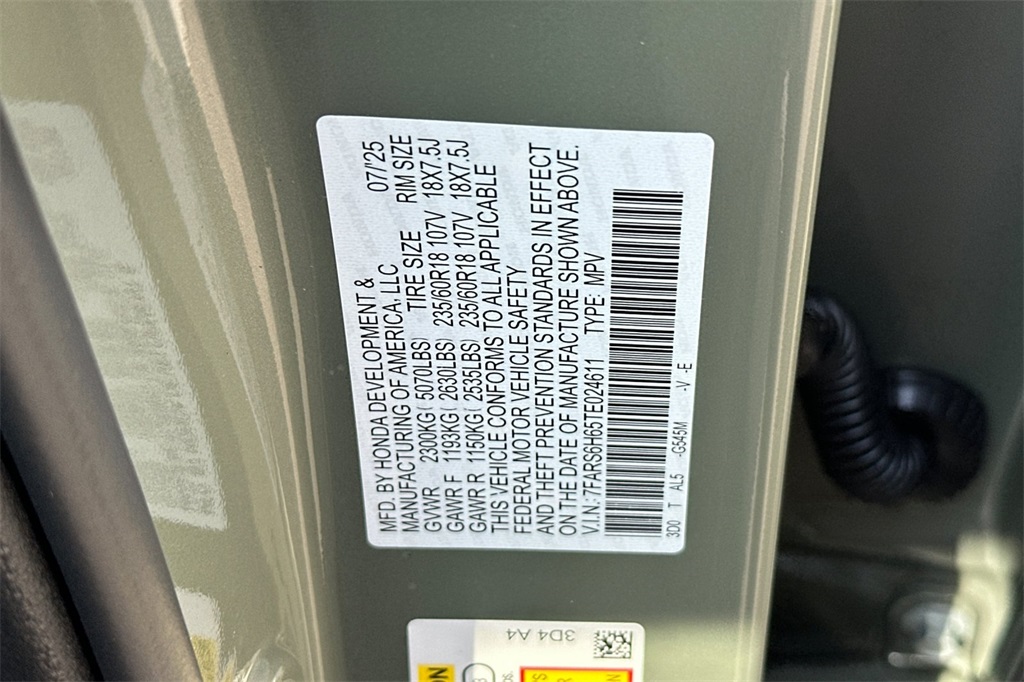 MFD. BY HONDA DEVELOPMENT & 07/'25
MANUFACTURING OF AMERICA, LLC
GVWR 2300KG( 5070LBS) TIRE SIZE RIM SIZE
GAWR F 1193KG( 2630LBS) 235/60R18 107V 18X7.5J
GAWR R 1150KG( 2535LBS) 235/60R18 107V 18X7.5J
THIS VEHICLE CONFORMS TO ALL APPLICABLE
FEDERAL MOTOR VEHICLE SAFETY
AND THEFT PREVENTION STANDARDS IN EFFECT
ON THE DATE OF MANUFACTURE SHOWN ABOVE.
V.I.N.: 7FARS6H65TE024611 TYPE: MPV
3D0 T AL5 -G545M -V -E
3D4 A4